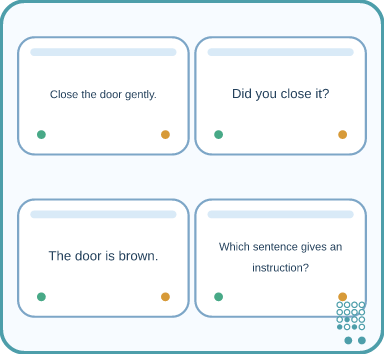 Close the door gently.
Did you close it?
The door is brown.
Which sentence gives an
instruction?